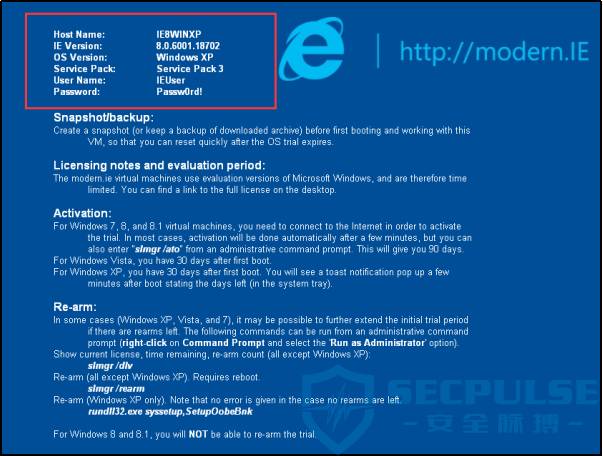 Host Name: IE8WINXP
IE Version: 8.0.6001.18702
OS Version: Windows XP
Service Pack: Service Pack 3
User Name: IEUser
Password: Passw0rd!
http://modern.IE
Snapshot/backup:
Create a snapshot (or keep a backup of downloaded archive) before first booting and working with this
VM, so that you can reset quickly after the OS trial expires.
Licensing notes and evaluation period:
The modern.ie virtual machines use evaluation versions of Microsoft Windows, and are therefore time
limited. You can find a link to the full license on the desktop.
Activation:
For Windows 7, 8, and 8.1 virtual machines, you need to connect to the Internet in order to activate
the trial. In most cases, activation will be done automatically after a few minutes, but you can
also enter "slmgr /ato" from an administrative command prompt. This will give you 90 days.
For Windows Vista, you have 30 days after first boot.
For Windows XP, you have 30 days after first boot. You will see a toast notification pop up a few
minutes after boot stating the days left (in the system tray).
Re-arm:
In some cases (Windows XP, Vista, and 7), it may be possible to further extend the initial trial period
if there are rearms left. The following commands can be run from an administrative command
prompt (right-click on Command Prompt and select the 'Run as Administrator' option).
Show current license, time remaining, re-arm count (all except Windows XP):
slmgr /dlv
Re-arm (all except Windows XP). Requires reboot.
slmgr /rearm
Re-arm (Windows XP only). Note that no error is given in the case no rearms are left.
rundll32.exe syssetup,SetupOobeBnk
For Windows 8 and 8.1, you will NOT be able to re-arm the trial.
SECPULSE
-安全脉搏-